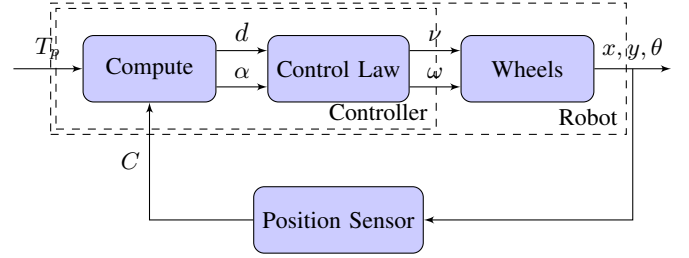 T_p
Compute
d
α
Control Law
ν
ω
Wheels
x, y, θ
Controller
Robot
C
Position Sensor